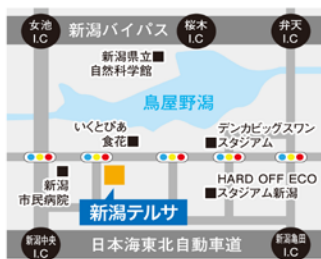 女池
I.C
新潟バイパス
桜木
I.C
弁天
I.C
新潟県立
自然科学館
鳥屋野潟
いくとぴあ
食花
デンカビッグスワン
スタジアム
新潟
市民病院
HARD OFF ECO
スタジアム新潟
新潟テルサ
新潟中央
I.C
日本海東北自動車道
新潟亀田
I.C